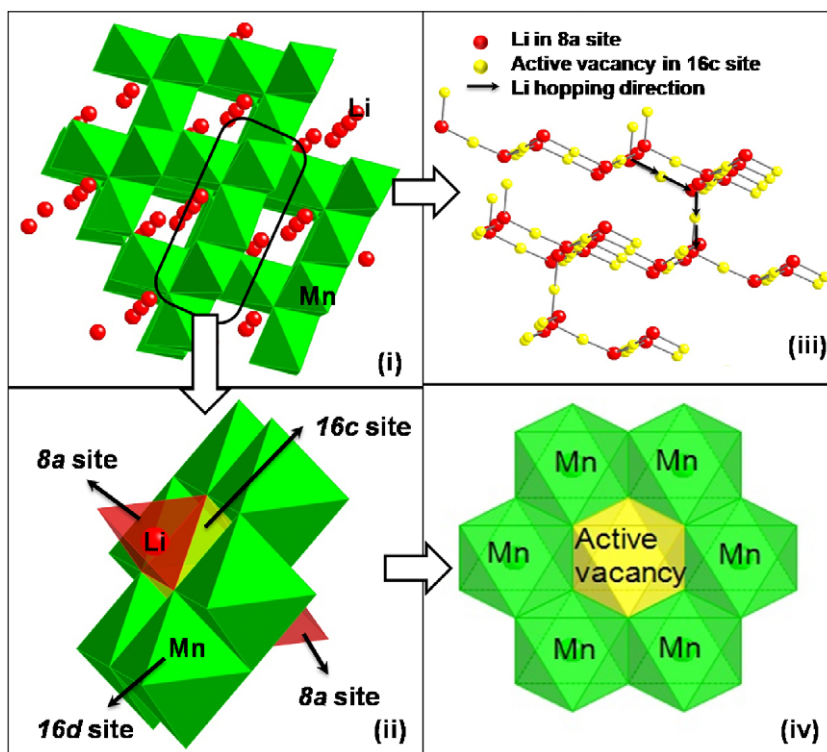 Li
Mn
(i)
Li in 8a site
Active vacancy in 16c site
Li hopping direction
(iii)
16c site
8a site
Li
Mn
8a site
16d site
(ii)
Mn
Mn
Mn
Active
vacancy
Mn
Mn
Mn
(iv)